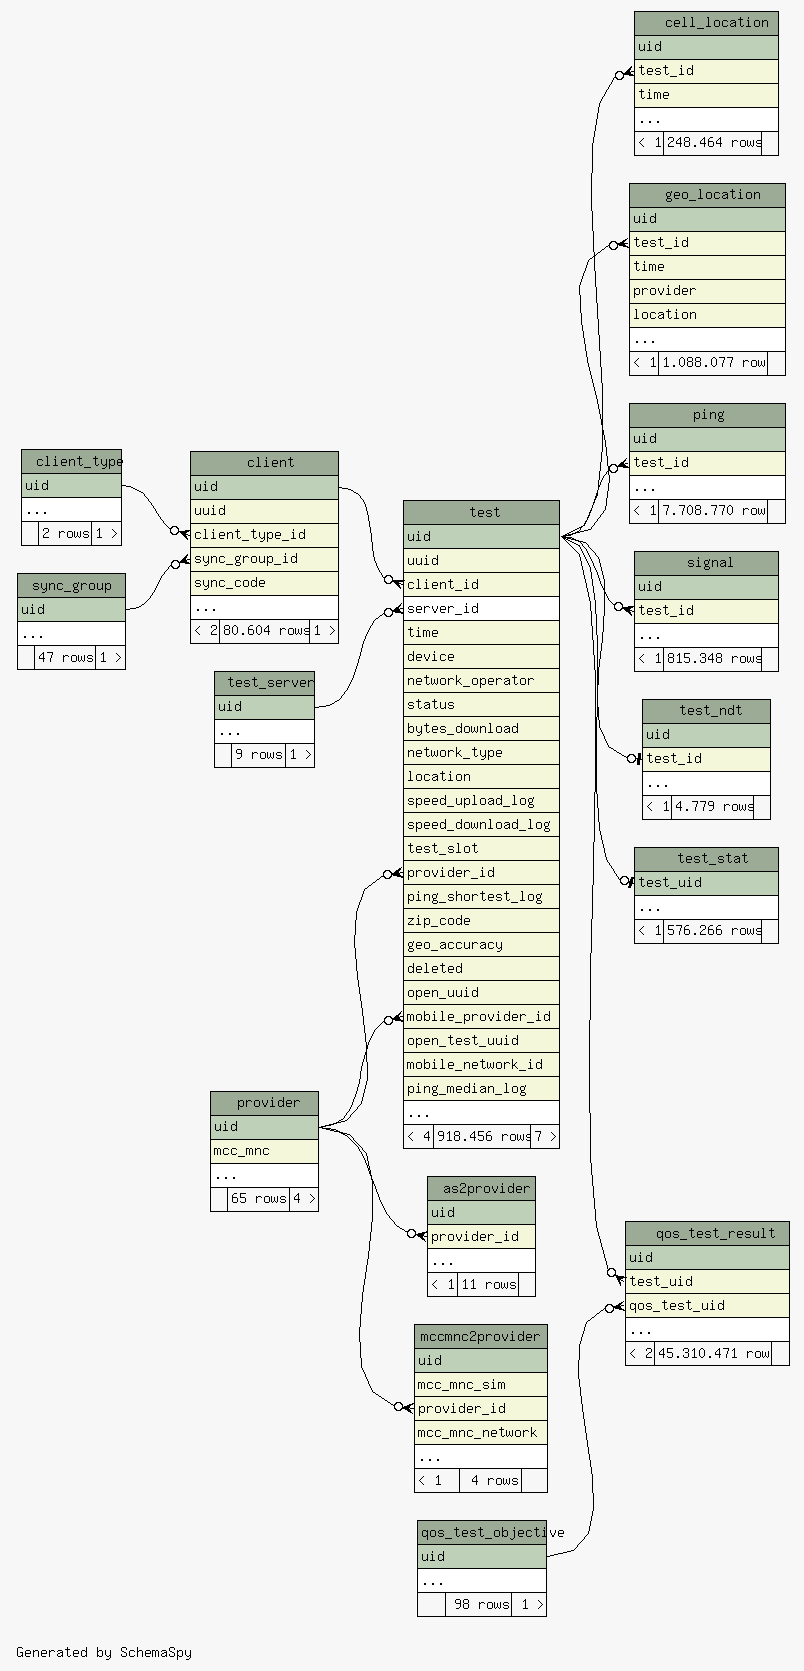 cell_location
uid
test_id
time
...
< 1 248.464 rows
geo_location
uid
test_id
time
provider
location
...
< 1 1.088.077 row
ping
uid
test_id
...
< 1 7.708.770 row
signal
uid
test_id
...
< 1 815.348 rows
test_ndt
uid
test_id
...
< 1 4.779 rows
test_stat
test_uid
...
< 1 576.266 rows
client_type
uid
...
2 rows 1 >
sync_group
uid
...
47 rows 1 >
client
uid
uuid
client_type_id
sync_group_id
sync_code
...
< 2 80.604 rows 1 >
test_server
uid
...
9 rows 1 >
test
uid
uuid
client_id
server_id
time
device
network_operator
status
bytes_download
network_type
location
speed_upload_log
speed_download_log
test_slot
provider_id
ping_shortest_log
zip_code
geo_accuracy
deleted
open_uuid
mobile_provider_id
open_test_uuid
mobile_network_id
ping_median_log
...
< 4 918.456 rows 7 >
provider
uid
mcc_mnc
...
65 rows 4 >
as2provider
uid
provider_id
...
< 1 11 rows
mccmnc2provider
uid
mcc_mnc_sim
provider_id
mcc_mnc_network
...
< 1 4 rows
qos_test_result
uid
test_uid
qos_test_uid
...
< 2 45.310.471 row
qos_test_objective
uid
...
98 rows 1 >
Generated by SchemaSpy